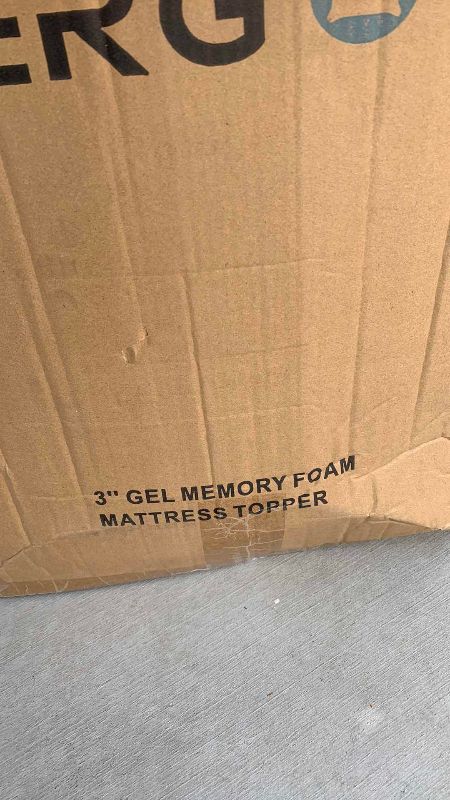 ERG
3" GEL MEMORY FOAM
MATTRESS TOPPER